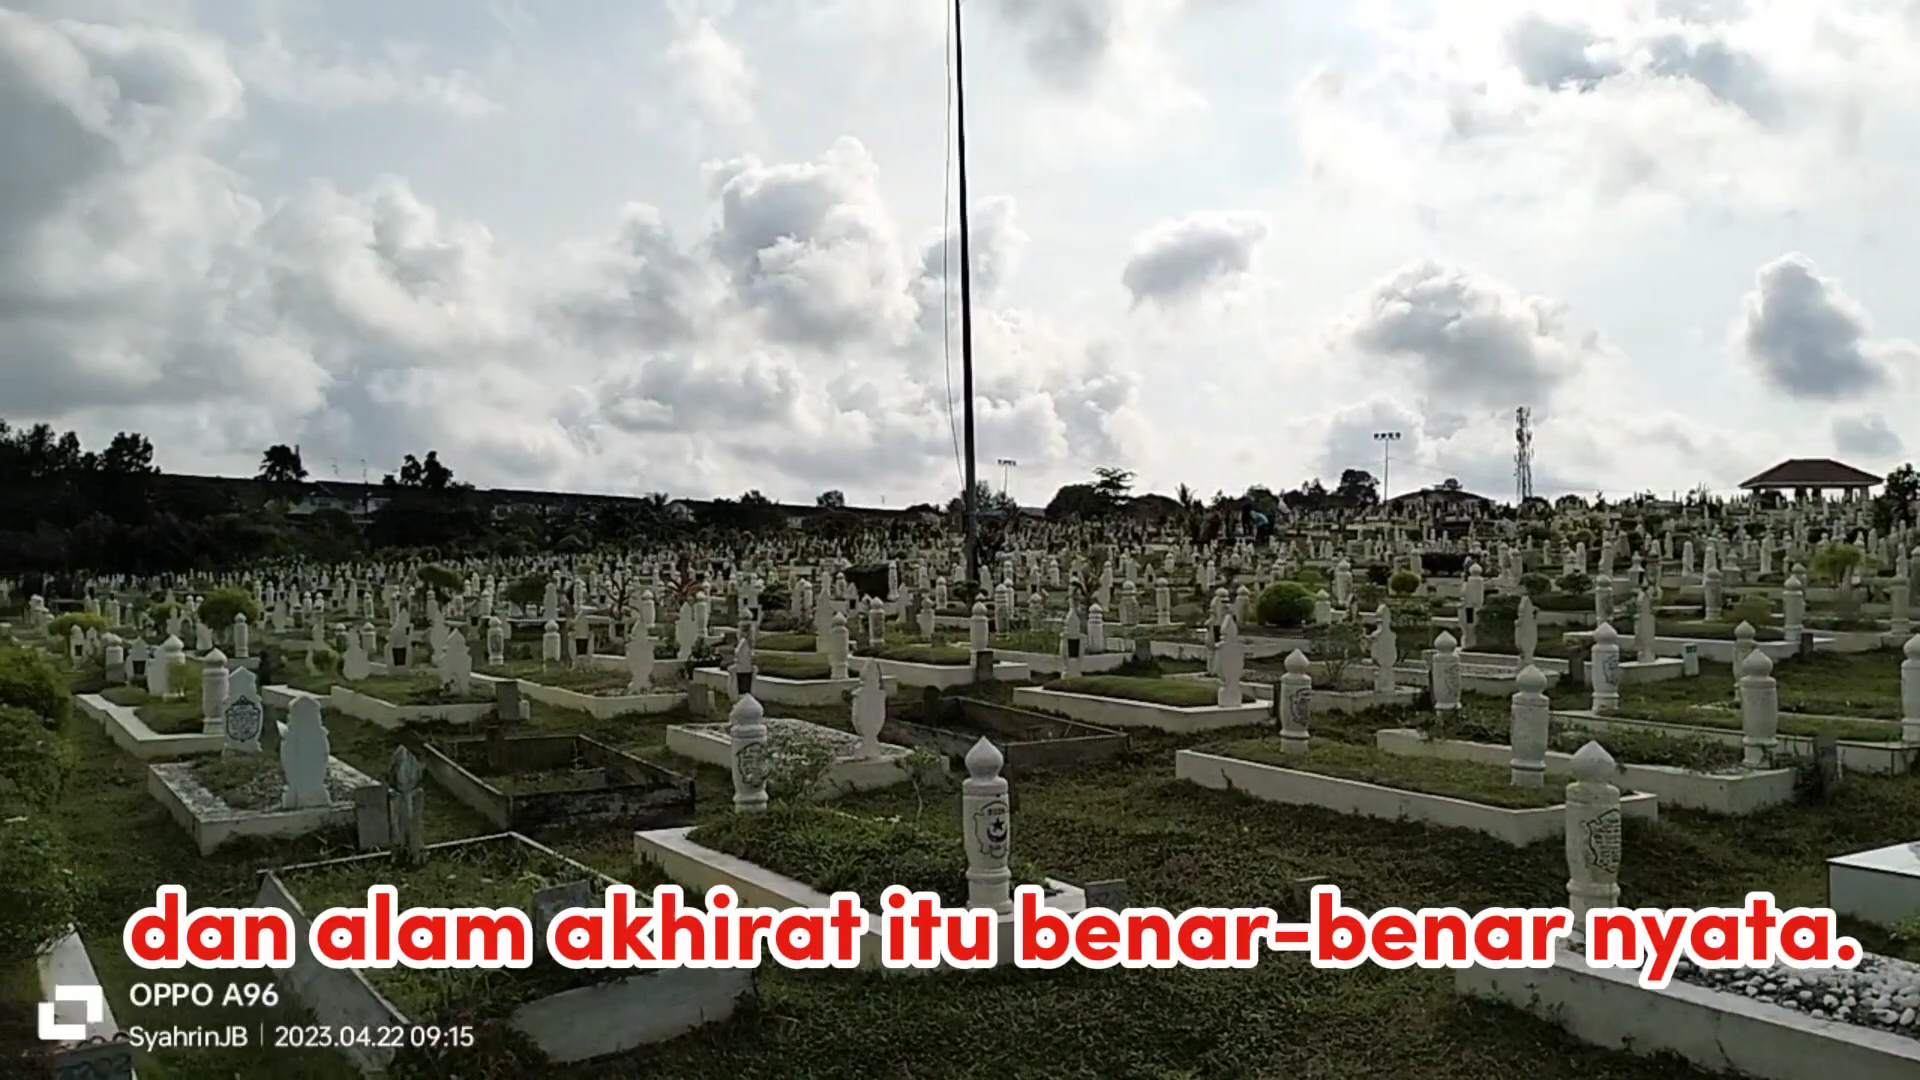 dan alam akhirat itu benar-benar nyata.
OPPO A96
SyahrinJB | 2023.04.22 09:15